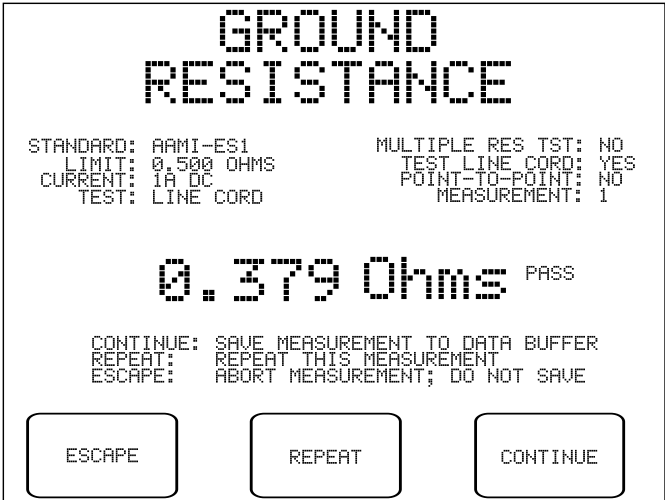 GROUND
RESISTANCE
STANDARD: AAMI-ES1
LIMIT: 0.500 OHMS
CURRENT: 1A DC
TEST: LINE CORD
MULTIPLE RES TST: NO
TEST LINE CORD: YES
POINT-TO-POINT: NO
MEASUREMENT: 1
0.379 Ohms PASS
CONTINUE: SAVE MEASUREMENT TO DATA BUFFER
REPEAT: REPEAT THIS MEASUREMENT
ESCAPE: ABORT MEASUREMENT; DO NOT SAVE
ESCAPE
REPEAT
CONTINUE